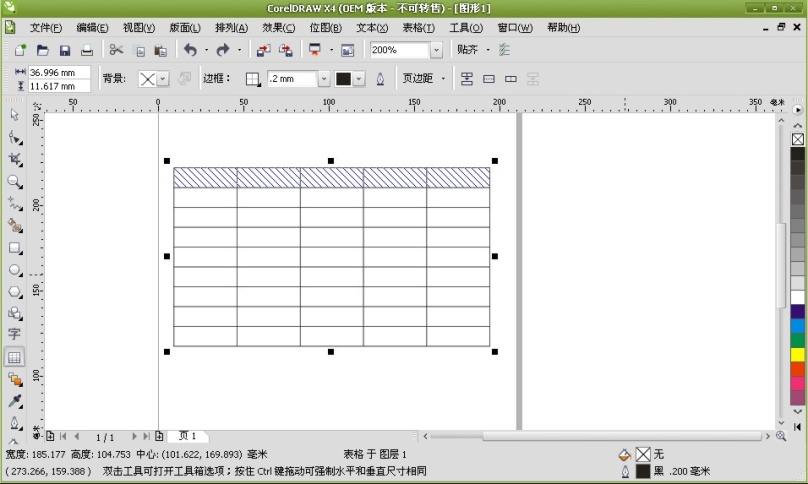 CorelDRAW X4 (OEM 版本 - 不可转售) - [图形1]
文件(F) 编辑(E) 视图(V) 版面(L) 排列(A) 效果(C) 位图(B) 文本(X) 表格(T) 工具(O) 窗口(W) 帮助(H)
200% 贴齐
36.996 mm
11.617 mm
背景: 边框: .2 mm 页边距
50 0 50 100 150 200 250 300 350 毫米
250
200
150
100
毫米
字
1 / 1 页 1
宽度: 185.177 高度: 104.753 中心: (101.622, 169.893) 毫米 表格 于 图层 1 无
( 273.266, 159.388 ) 双击工具可打开工具箱选项；按住 Ctrl 键拖动可强制水平和垂直尺寸相同 黑 .200 毫米